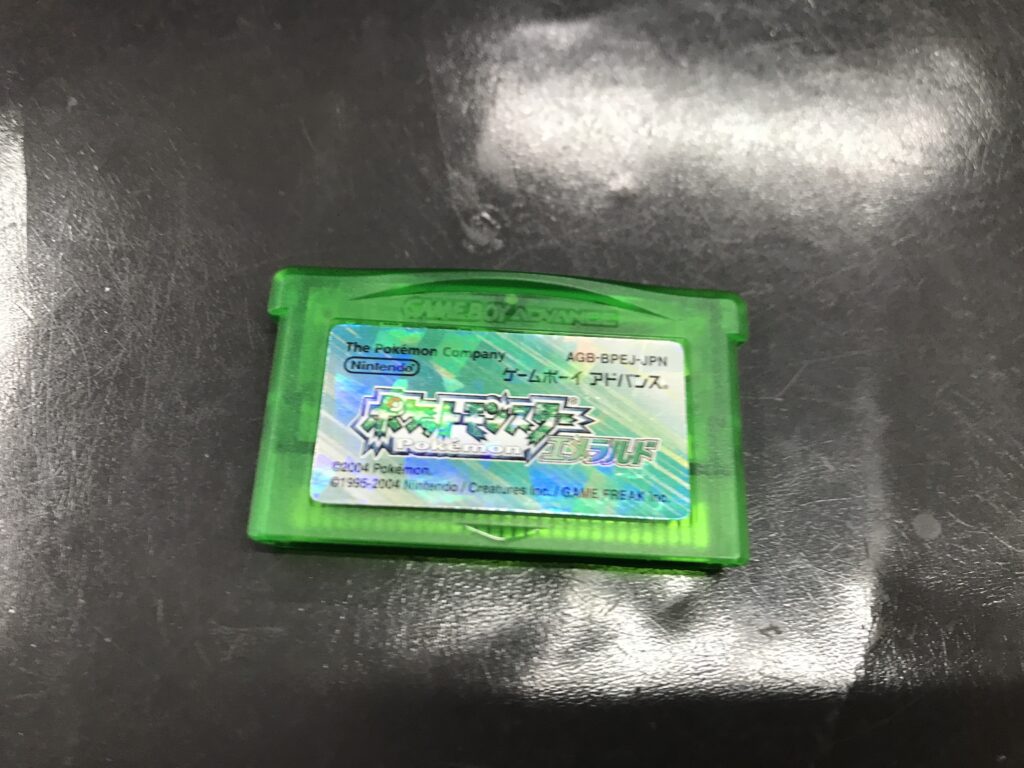 GAME BOY ADVANCE
The Pokémon Company
AGB-BPEJ-JPN
Nintendo
ゲームボーイ アドバンス®
ポケットモンスター
Pokémon
エメラルド
©2004 Pokémon.
©1995-2004 Nintendo / Creatures inc. / GAME FREAK inc.